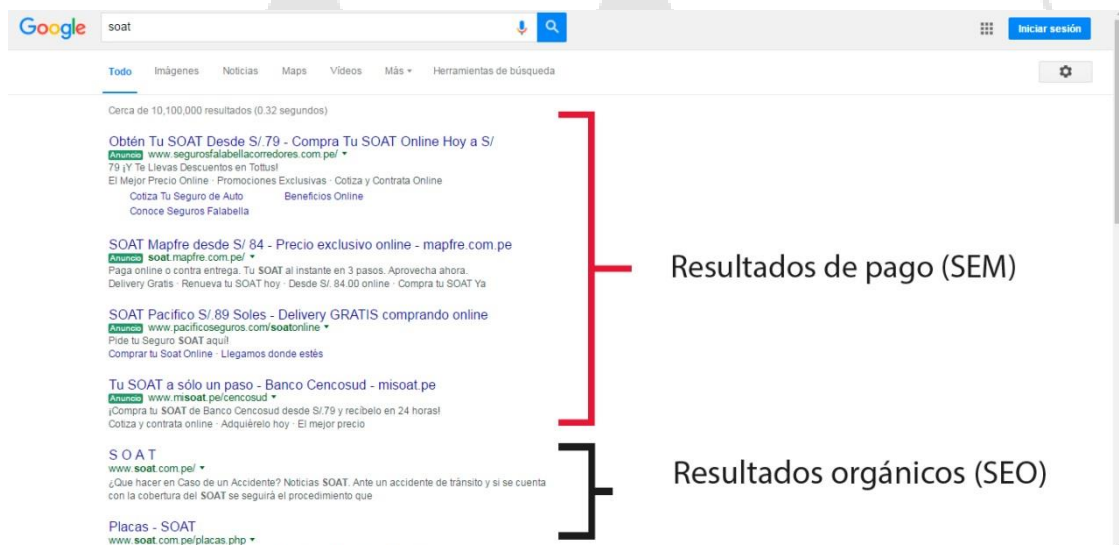 Google
soat
Iniciar sesión
Todo Imágenes Noticias Maps Vídeos Más Herramientas de búsqueda
Cerca de 10,100,000 resultados (0.32 segundos)
Obtén Tu SOAT Desde S/.79 - Compra Tu SOAT Online Hoy a S/
Anuncio www.segurosfalabellacorredores.com.pe/
79 ¡Y Te Llevas Descuentos en Tottus!
El Mejor Precio Online · Promociones Exclusivas · Cotiza y Contrata Online
Cotiza Tu Seguro de Auto Beneficios Online
Conoce Seguros Falabella
SOAT Mapfre desde S/ 84 - Precio exclusivo online - mapfre.com.pe
Anuncio soat.mapfre.com.pe/
Paga online o contra entrega. Tu SOAT al instante en 3 pasos. Aprovecha ahora.
Delivery Gratis · Renueva tu SOAT hoy · Desde S/. 84.00 online · Compra tu SOAT Ya
SOAT Pacifico S/.89 Soles - Delivery GRATIS comprando online
Anuncio www.pacificoseguros.com/soatonline
Pide tu Seguro SOAT aquí!
Comprar tu Soat Online · Llegamos donde estés
Tu SOAT a sólo un paso - Banco Cencosud - misoat.pe
Anuncio www.misoat.pe/cencosud
¡Compra tu SOAT de Banco Cencosud desde S/.79 y recíbelo en 24 horas!
Cotiza y contrata online · Adquiérelo hoy · El mejor precio
Resultados de pago (SEM)
S O A T
www.soat.com.pe/
¿Que hacer en Caso de un Accidente? Noticias SOAT. Ante un accidente de tránsito y si se cuenta
con la cobertura del SOAT se seguirá el procedimiento que
Placas - SOAT
www.soat.com.pe/placas.php
Resultados orgánicos (SEO)